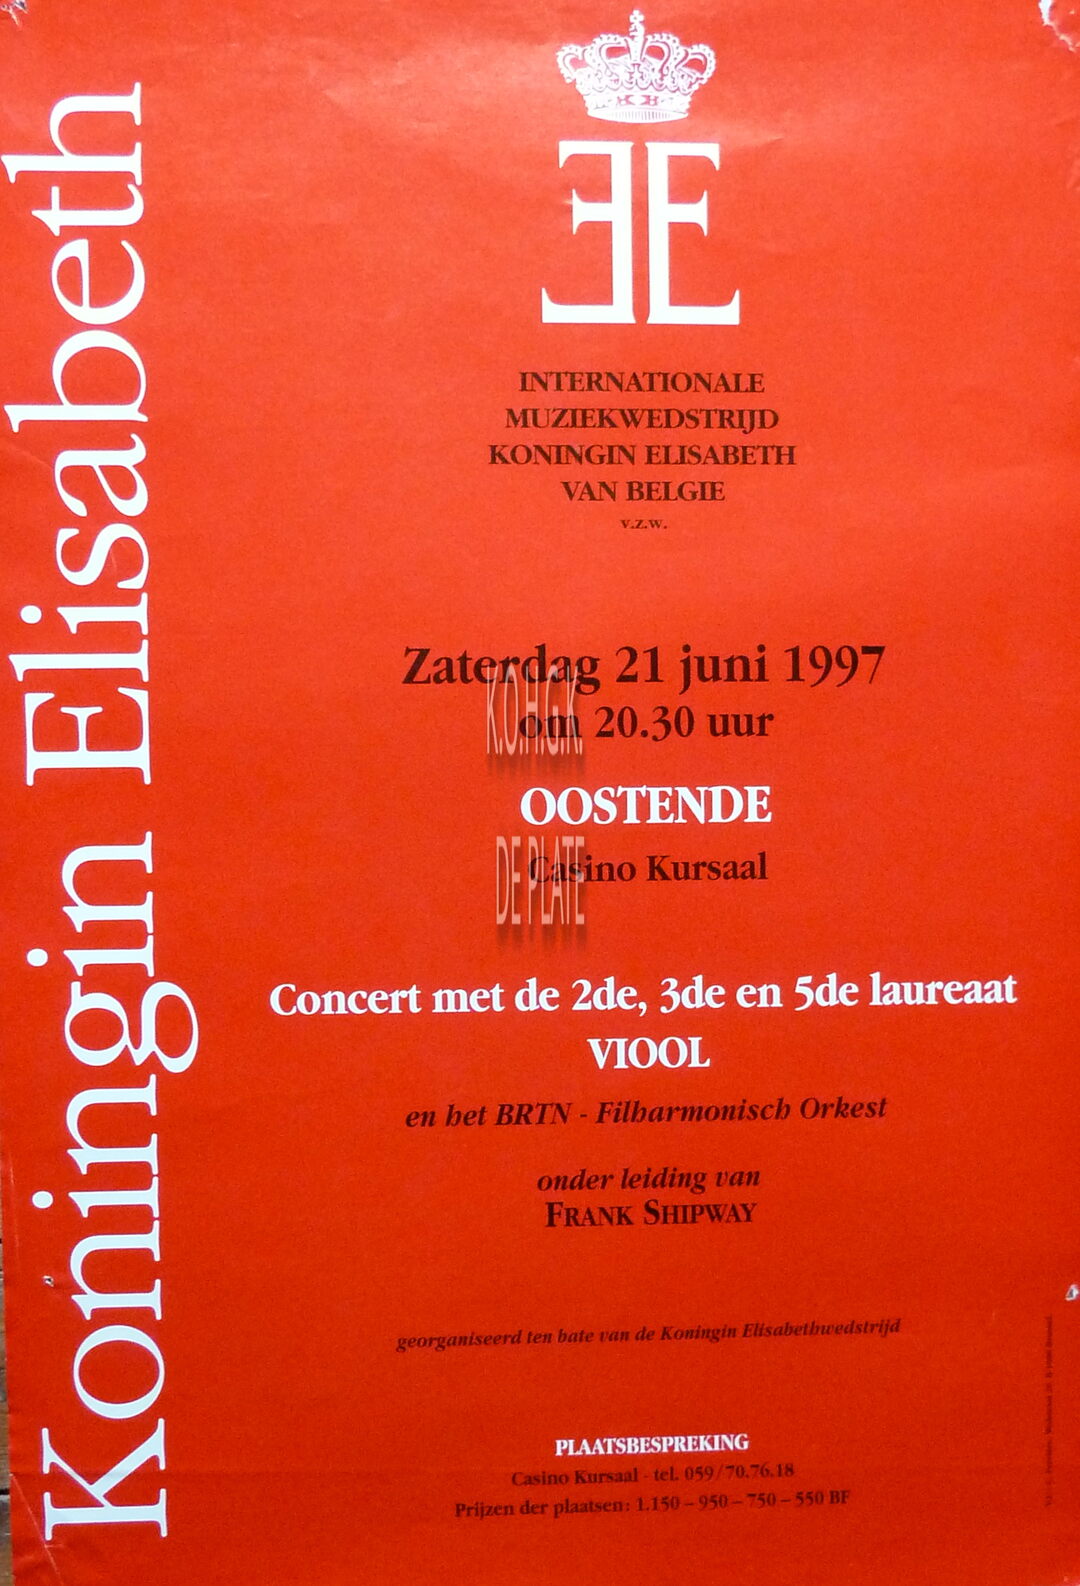 Koningin Elisabeth
EE
INTERNATIONALE
MUZIEKWEDSTRIJD
KONINGIN ELISABETH
VAN BELGIE
v.z.w.
Zaterdag 21 juni 1997
om 20.30 uur
K.O.H.G.K.
OOSTENDE
Casino Kursaal
DE PLATE
Concert met de 2de, 3de en 5de laureaat
VIOOL
en het BRTN - Filharmonisch Orkest
onder leiding van
FRANK SHIPWAY
georganiseerd ten bate van de Koningin Elisabethwedstrijd
PLAATSBESPREKING
Casino Kursaal - tel. 059/70.76.18
Prijzen der plaatsen: 1.150 – 950 – 750 – 550 BF